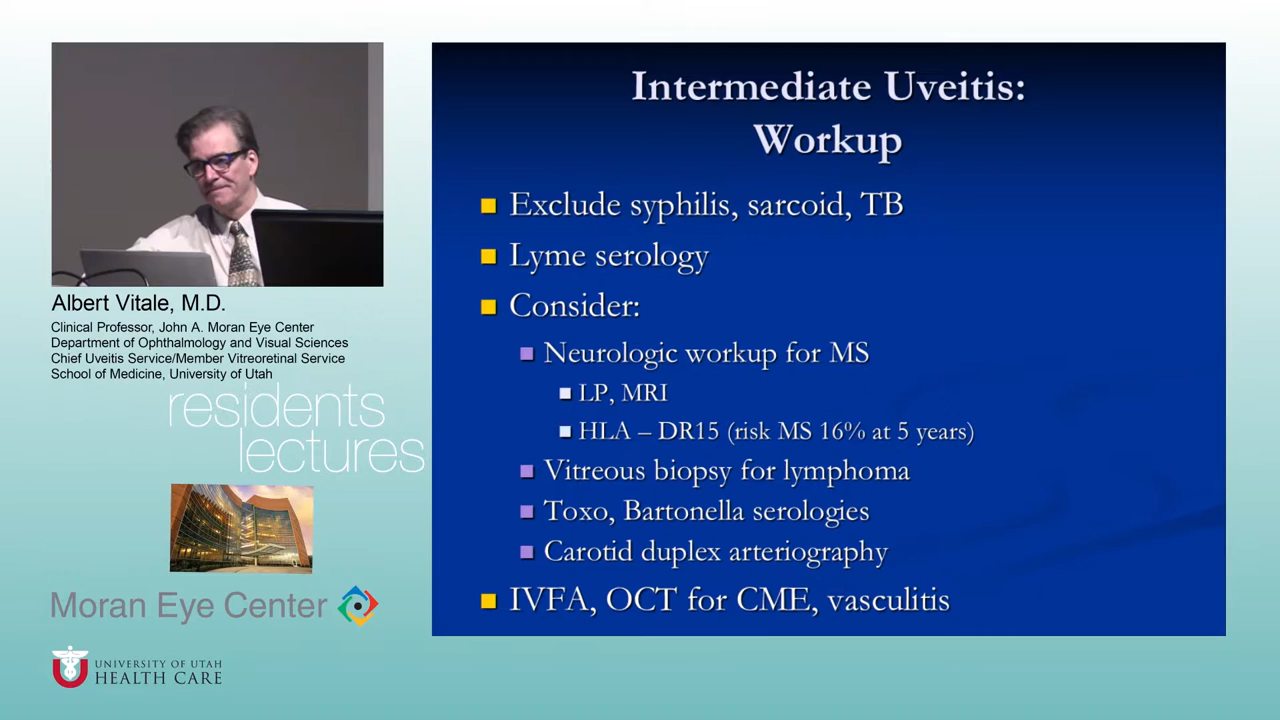 Albert Vitale, M.D.
Clinical Professor, John A. Moran Eye Center
Department of Ophthalmology and Visual Sciences
Chief Uveitis Service/Member Vitreoretinal Service
School of Medicine, University of Utah
residents
lectures
Moran Eye Center
UNIVERSITY OF UTAH
HEALTH CARE
Intermediate Uveitis:
Workup
Exclude syphilis, sarcoid, TB
Lyme serology
Consider:
Neurologic workup for MS
LP, MRI
HLA – DR15 (risk MS 16% at 5 years)
Vitreous biopsy for lymphoma
Toxo, Bartonella serologies
Carotid duplex arteriography
IVFA, OCT for CME, vasculitis